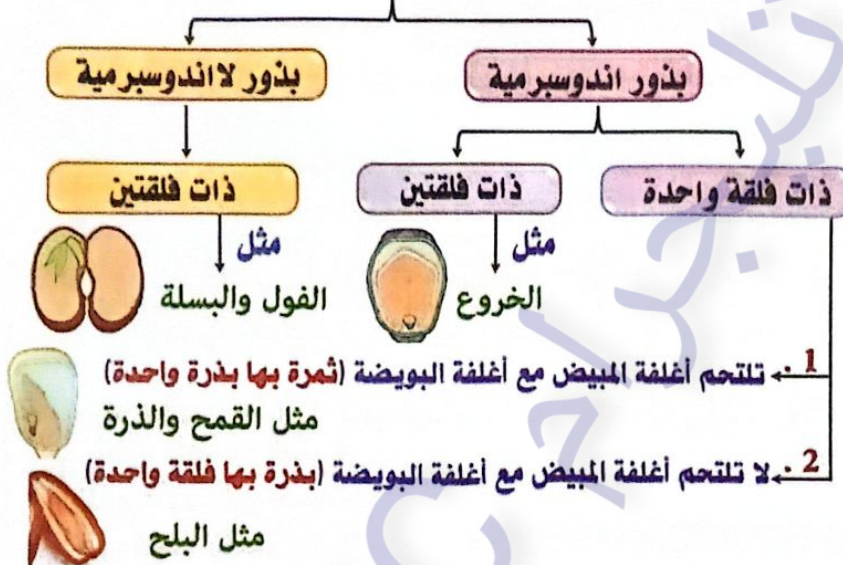 بذور اندوسبرمية
بذور لا اندوسبرمية
ذات فلقة واحدة
ذات فلقتين
ذات فلقتين
مثل
مثل
الخروع
الفول والبسلة
1 . تلتحم أغلفة المبيض مع أغلفة البويضة (ثمرة بها بذرة واحدة)
مثل القمح والذرة
2 . لا تلتحم أغلفة المبيض مع أغلفة البويضة (بذرة بها فلقة واحدة)
مثل البلح